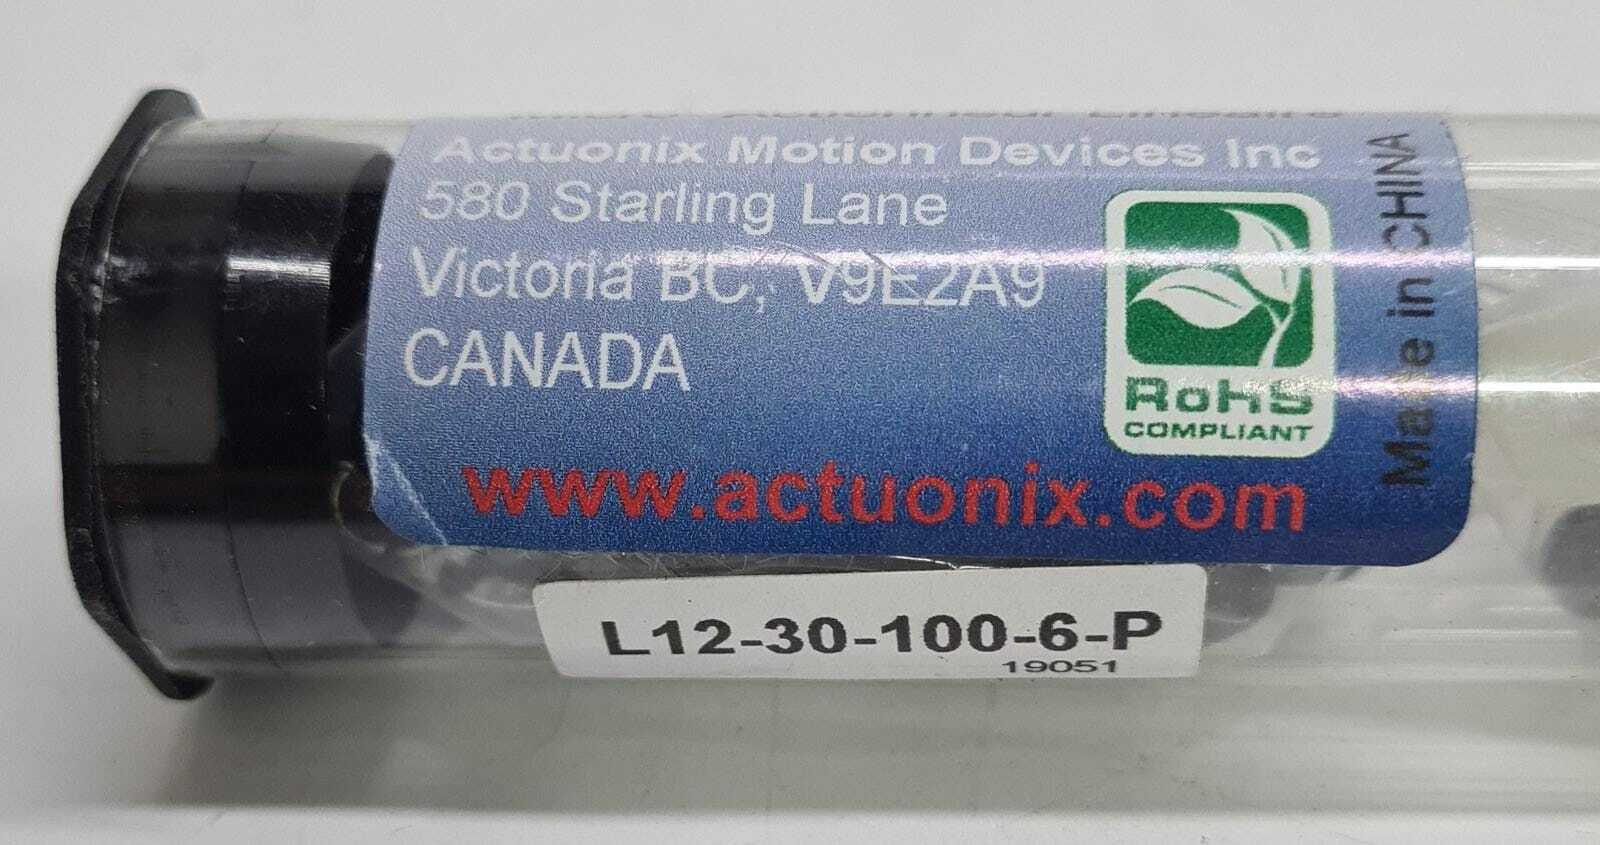 Actuonix Motion Devices Inc
580 Starling Lane
Victoria BC, V9E2A9
CANADA
www.actuonix.com
RoHS
COMPLIANT
Made in CHINA
L12-30-100-6-P
19051